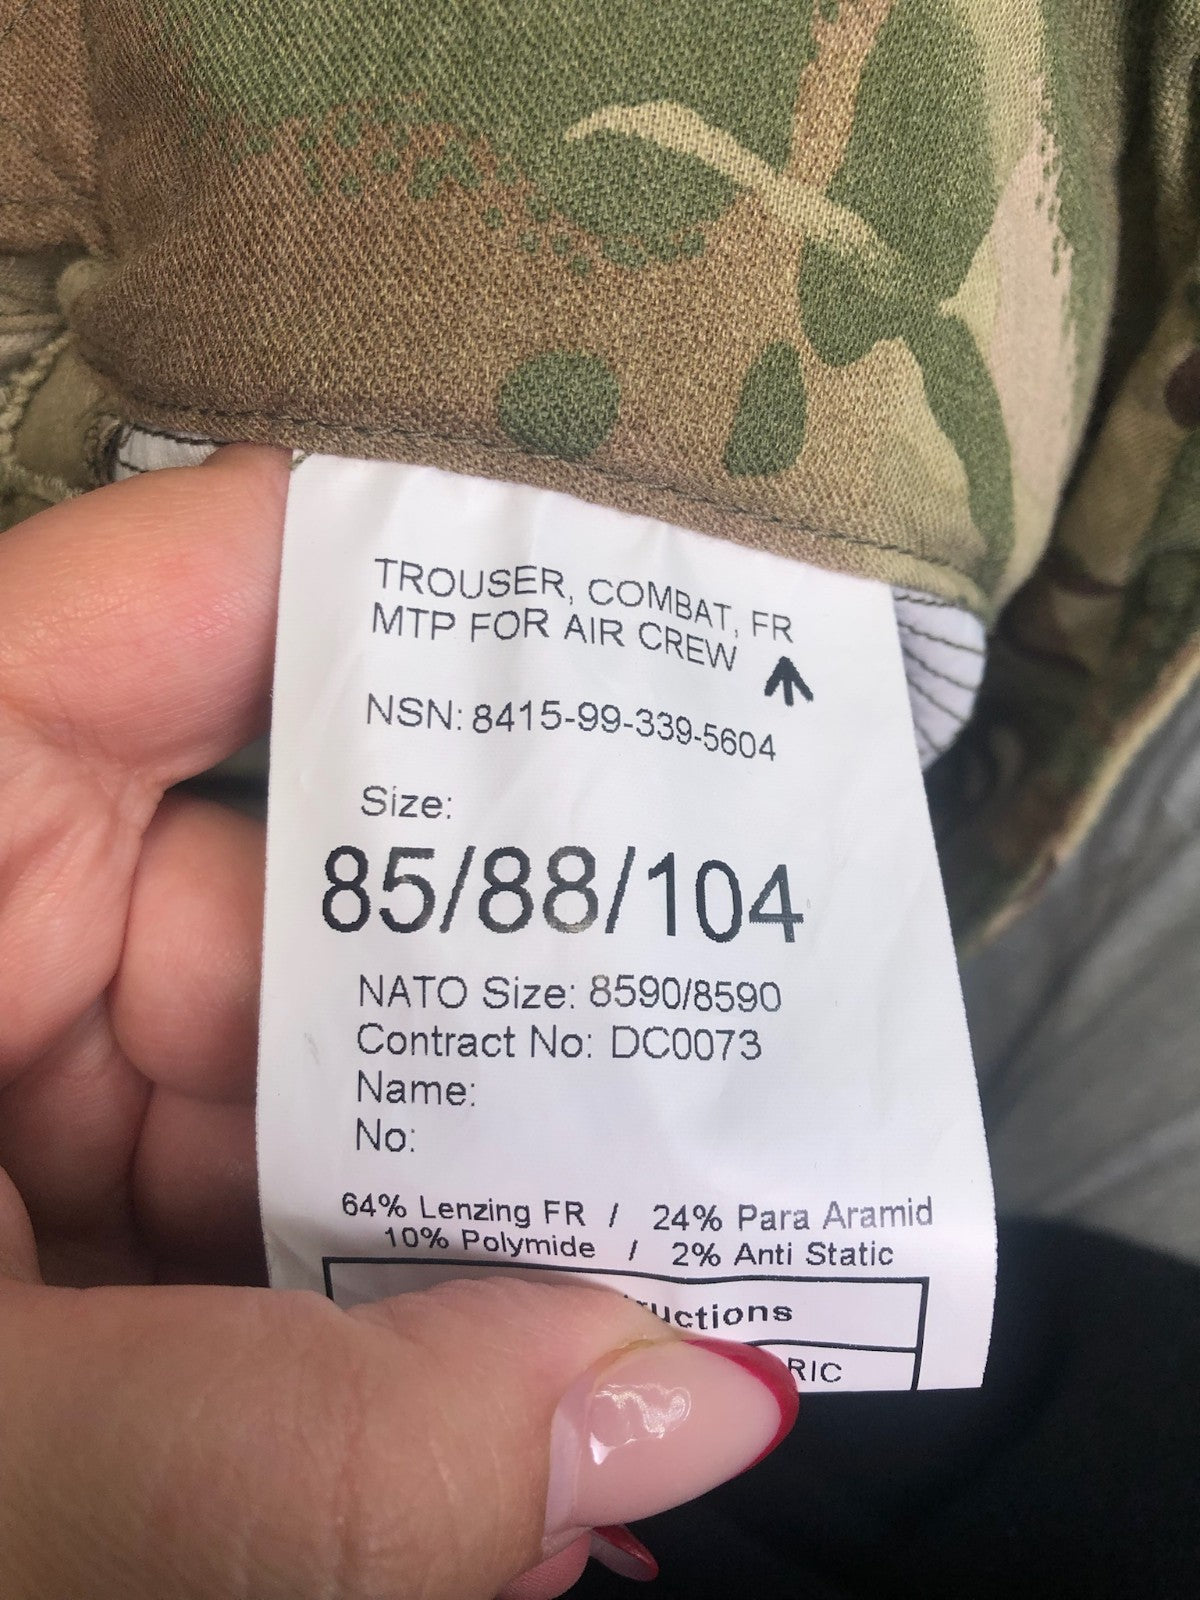 TROUSER, COMBAT, FR
MTP FOR AIR CREW
NSN: 8415-99-339-5604
Size:
85/88/104
NATO Size: 8590/8590
Contract No: DC0073
Name:
No:
64% Lenzing FR / 24% Para Aramid
10% Polymide / 2% Anti Static